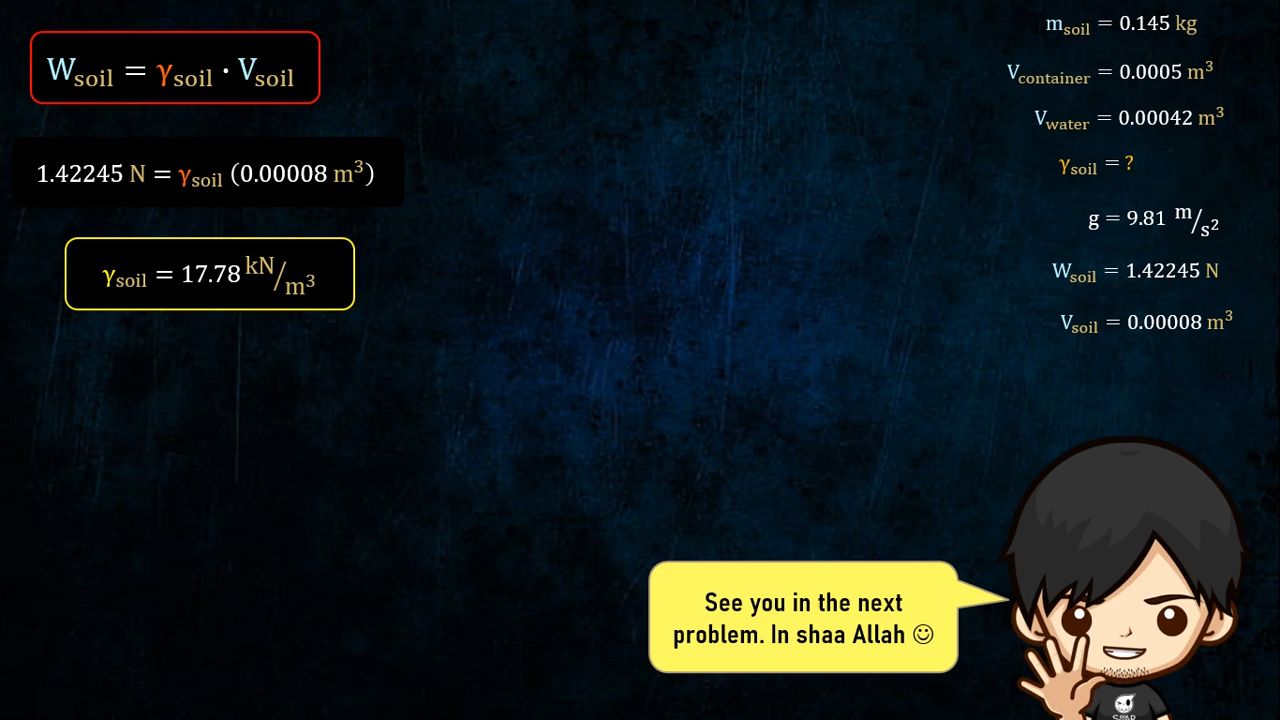 W_soil = γ_soil · V_soil
1.42245 N = γ_soil (0.00008 m³)
γ_soil = 17.78 kN/m³
m_soil = 0.145 kg
V_container = 0.0005 m³
V_water = 0.00042 m³
γ_soil = ?
g = 9.81 m/s²
W_soil = 1.42245 N
V_soil = 0.00008 m³
See you in the next
problem. In shaa Allah ☺